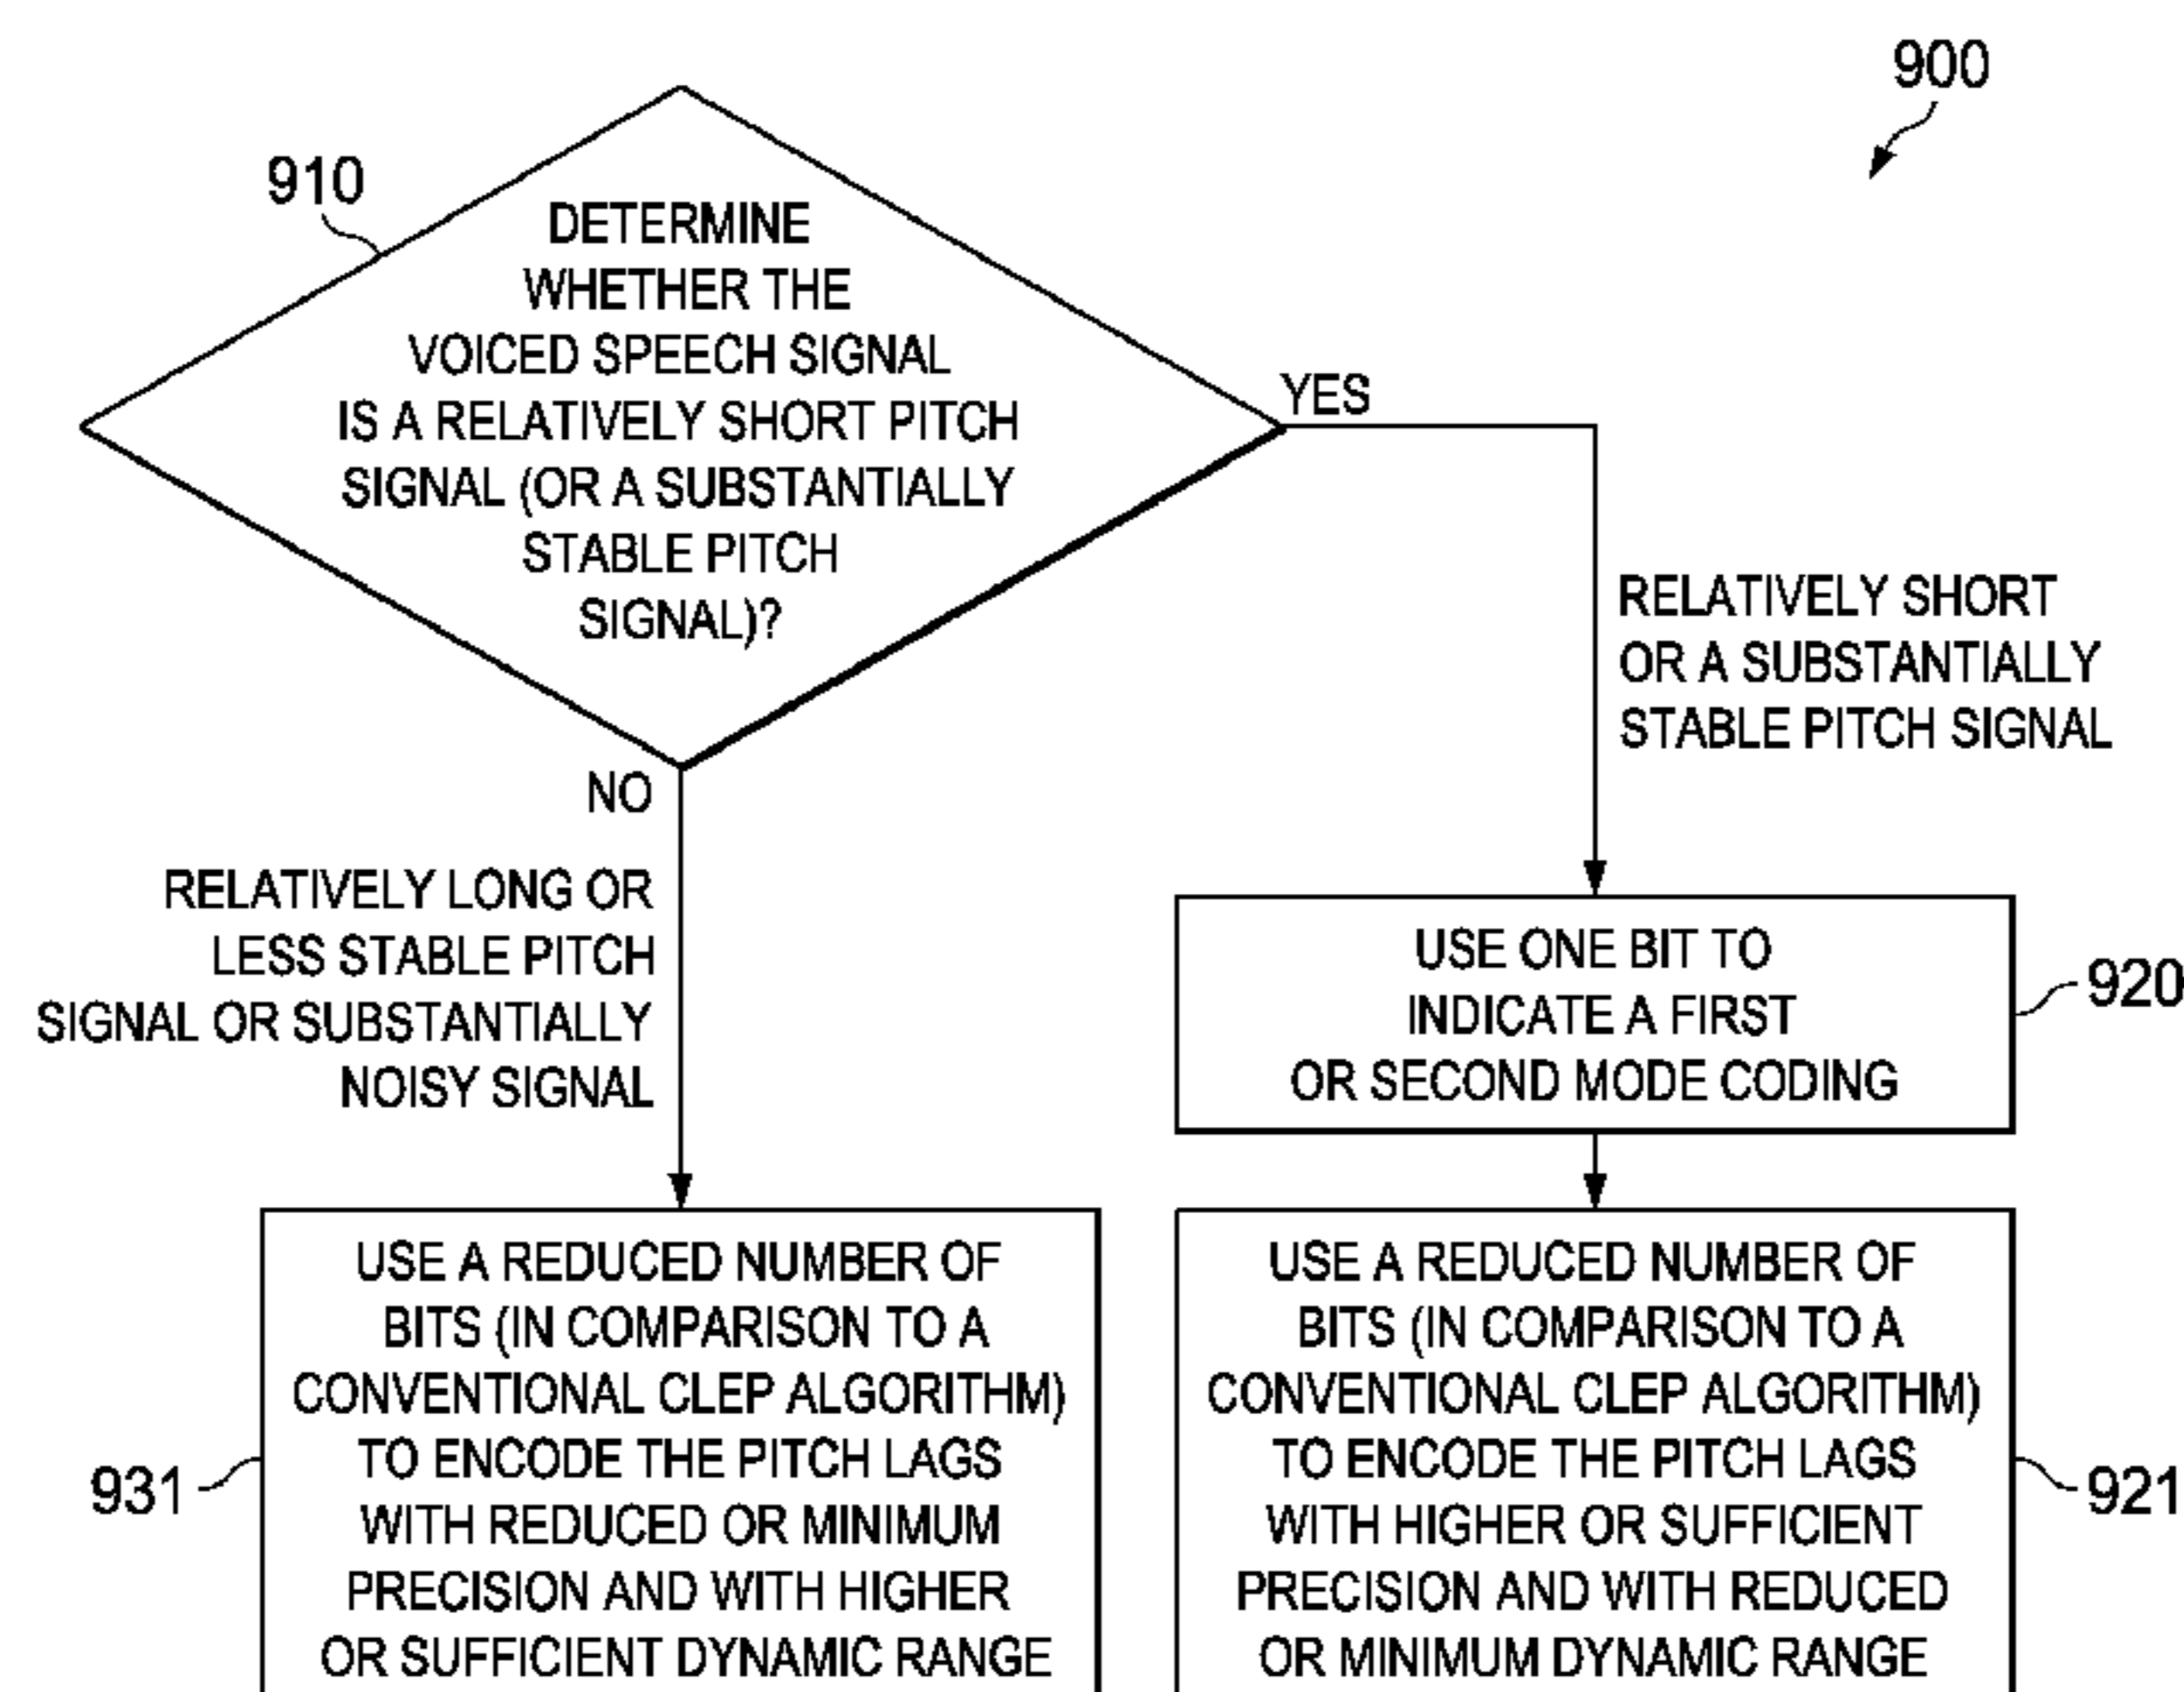 900
910
DETERMINE
WHETHER THE
VOICED SPEECH SIGNAL
IS A RELATIVELY SHORT PITCH
SIGNAL (OR A SUBSTANTIALLY
STABLE PITCH
SIGNAL)?
YES
RELATIVELY SHORT
OR A SUBSTANTIALLY
STABLE PITCH SIGNAL
NO
RELATIVELY LONG OR
LESS STABLE PITCH
SIGNAL OR SUBSTANTIALLY
NOISY SIGNAL
USE ONE BIT TO
INDICATE A FIRST
OR SECOND MODE CODING
920
USE A REDUCED NUMBER OF
BITS (IN COMPARISON TO A
CONVENTIONAL CLEP ALGORITHM)
TO ENCODE THE PITCH LAGS
WITH REDUCED OR MINIMUM
PRECISION AND WITH HIGHER
OR SUFFICIENT DYNAMIC RANGE
931
USE A REDUCED NUMBER OF
BITS (IN COMPARISON TO A
CONVENTIONAL CLEP ALGORITHM)
TO ENCODE THE PITCH LAGS
WITH HIGHER OR SUFFICIENT
PRECISION AND WITH REDUCED
OR MINIMUM DYNAMIC RANGE
921